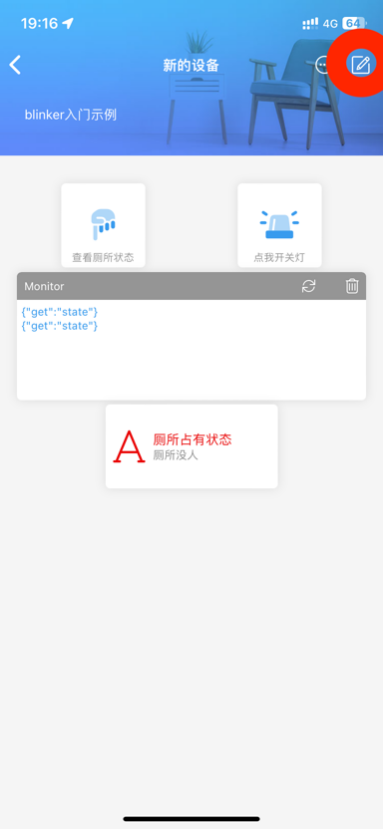 19:16
4G 64
新的设备
blinker入门示例
查看厕所状态
点我开关灯
Monitor
{"get":"state"}
{"get":"state"}
A
厕所占有状态
厕所没人